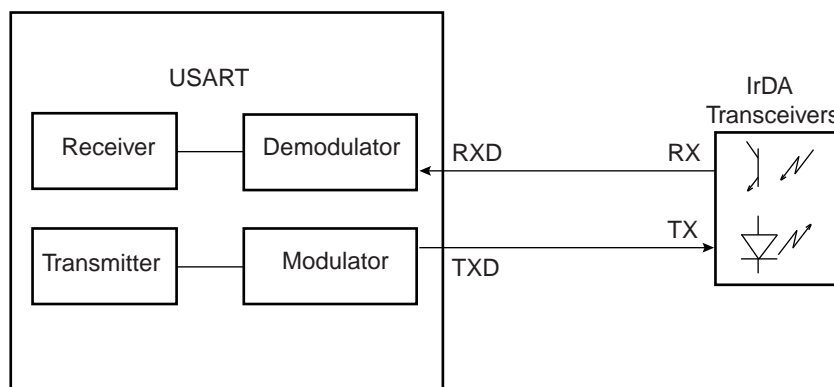 USART
IrDA
Transceivers
Receiver
Demodulator
RXD
RX
Transmitter
Modulator
TXD
TX